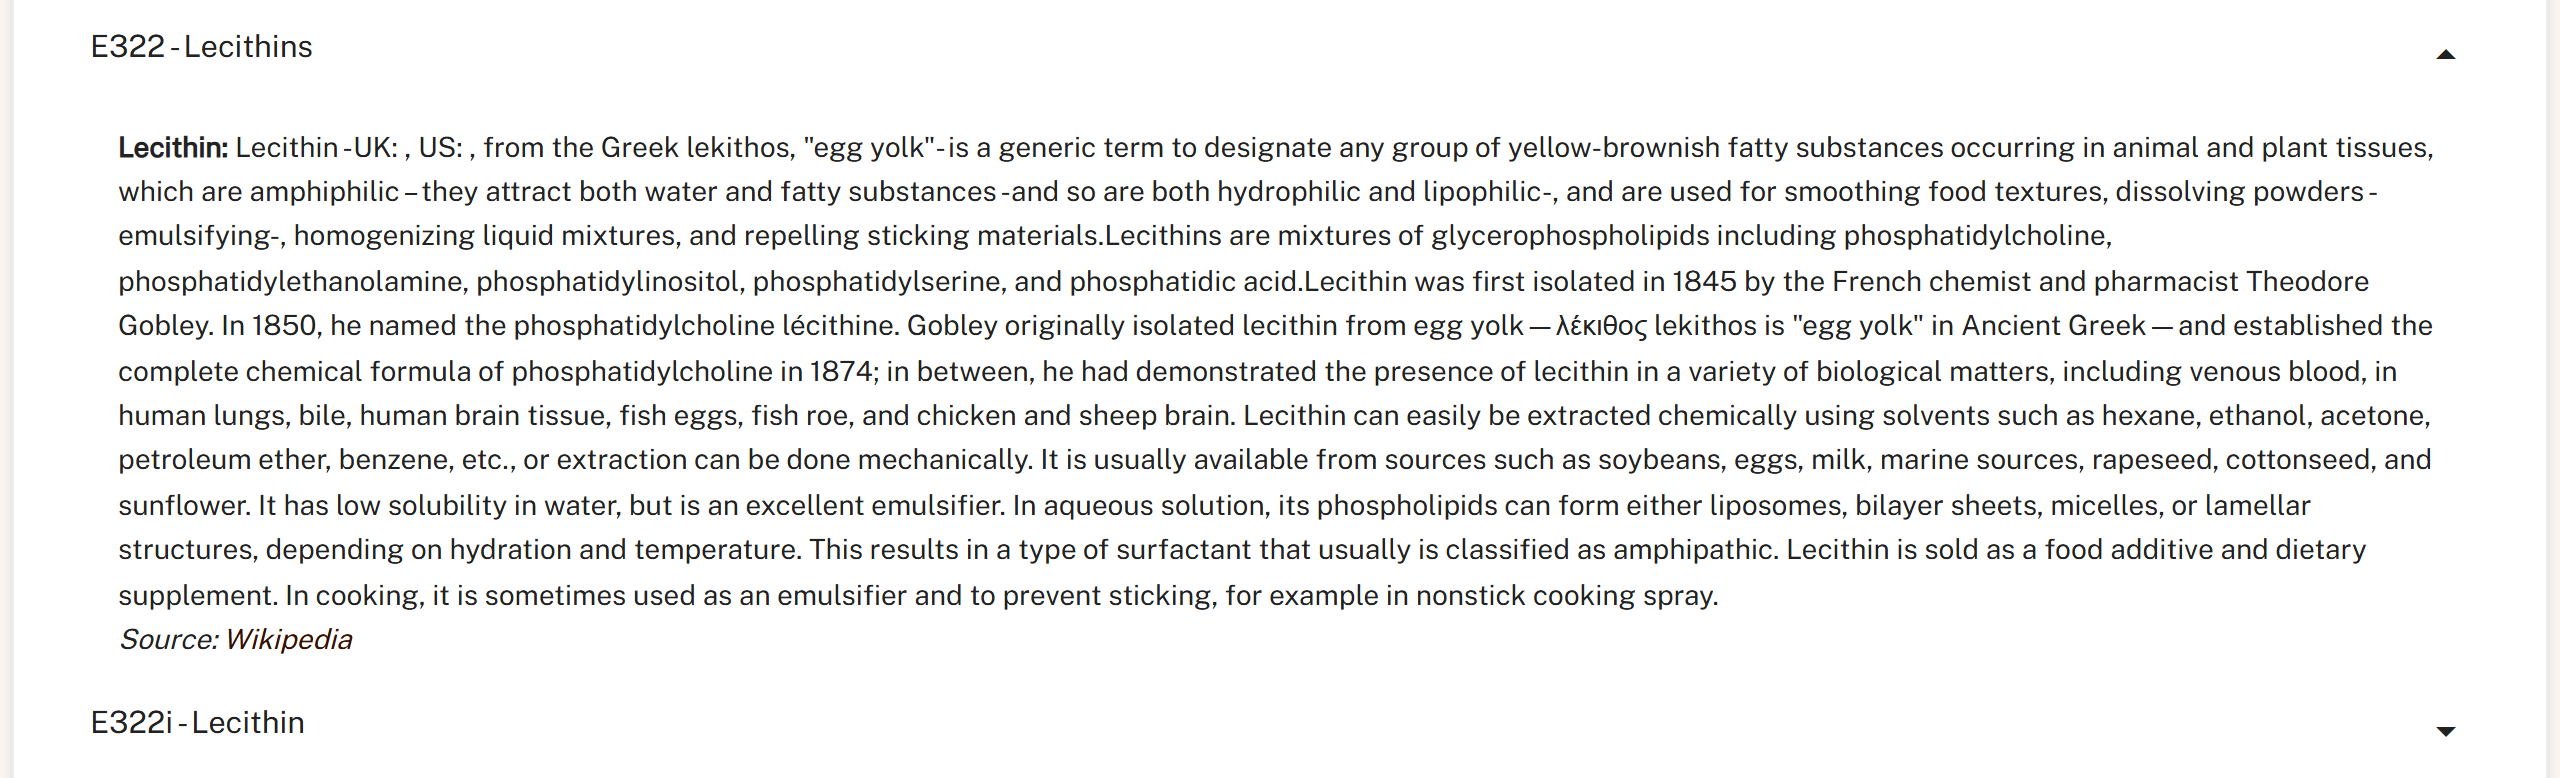 E322 - Lecithins
Lecithin: Lecithin -UK: , US: , from the Greek lekithos, "egg yolk"- is a generic term to designate any group of yellow-brownish fatty substances occurring in animal and plant tissues,
which are amphiphilic – they attract both water and fatty substances -and so are both hydrophilic and lipophilic-, and are used for smoothing food textures, dissolving powders -
emulsifying-, homogenizing liquid mixtures, and repelling sticking materials.Lecithins are mixtures of glycerophospholipids including phosphatidylcholine,
phosphatidylethanolamine, phosphatidylinositol, phosphatidylserine, and phosphatidic acid.Lecithin was first isolated in 1845 by the French chemist and pharmacist Theodore
Gobley. In 1850, he named the phosphatidylcholine lécithine. Gobley originally isolated lecithin from egg yolk — λέκιθος lekithos is "egg yolk" in Ancient Greek — and established the
complete chemical formula of phosphatidylcholine in 1874; in between, he had demonstrated the presence of lecithin in a variety of biological matters, including venous blood, in
human lungs, bile, human brain tissue, fish eggs, fish roe, and chicken and sheep brain. Lecithin can easily be extracted chemically using solvents such as hexane, ethanol, acetone,
petroleum ether, benzene, etc., or extraction can be done mechanically. It is usually available from sources such as soybeans, eggs, milk, marine sources, rapeseed, cottonseed, and
sunflower. It has low solubility in water, but is an excellent emulsifier. In aqueous solution, its phospholipids can form either liposomes, bilayer sheets, micelles, or lamellar
structures, depending on hydration and temperature. This results in a type of surfactant that usually is classified as amphipathic. Lecithin is sold as a food additive and dietary
supplement. In cooking, it is sometimes used as an emulsifier and to prevent sticking, for example in nonstick cooking spray.
Source: Wikipedia
E322i - Lecithin